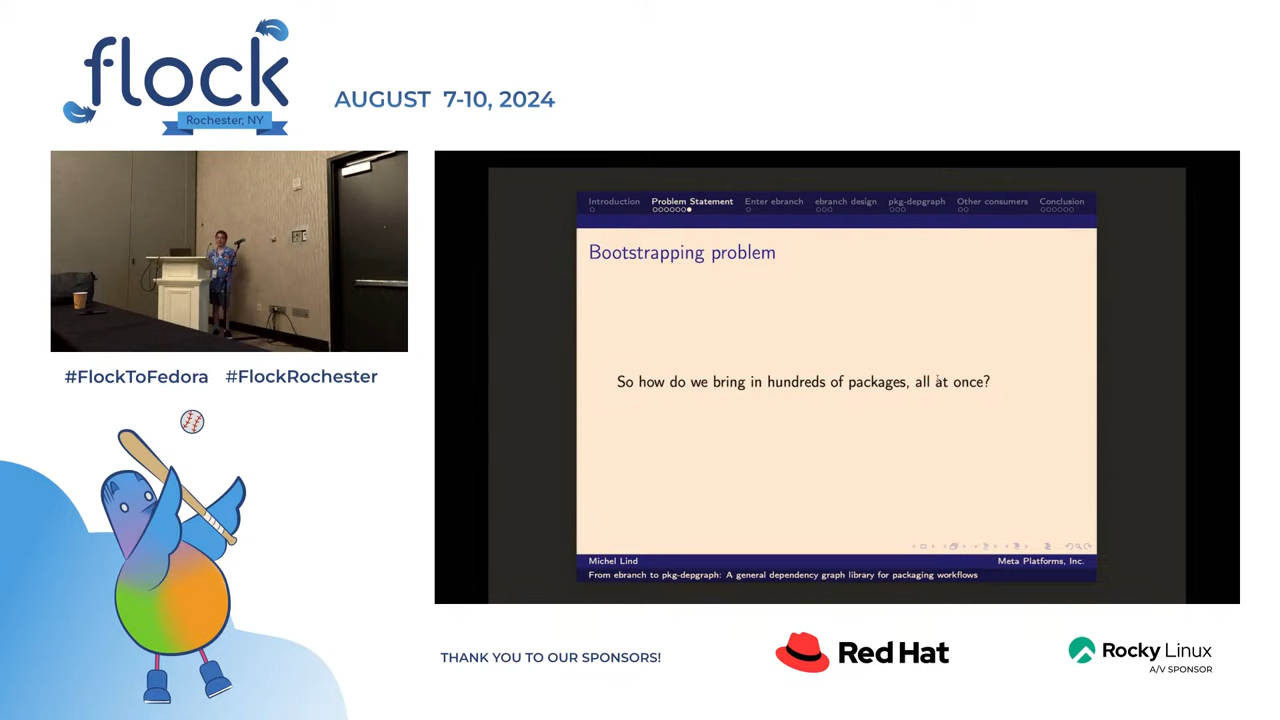 flock
Rochester, NY
AUGUST 7-10, 2024
Introduction Problem Statement Enter ebranch ebranch design pkg-depgraph Other consumers Conclusion
Bootstrapping problem
So how do we bring in hundreds of packages, all at once?
Michel Lind Meta Platforms, Inc.
From ebranch to pkg-depgraph: A general dependency graph library for packaging workflows
#FlockToFedora #FlockRochester
THANK YOU TO OUR SPONSORS!
Red Hat
Rocky Linux
A/V SPONSOR